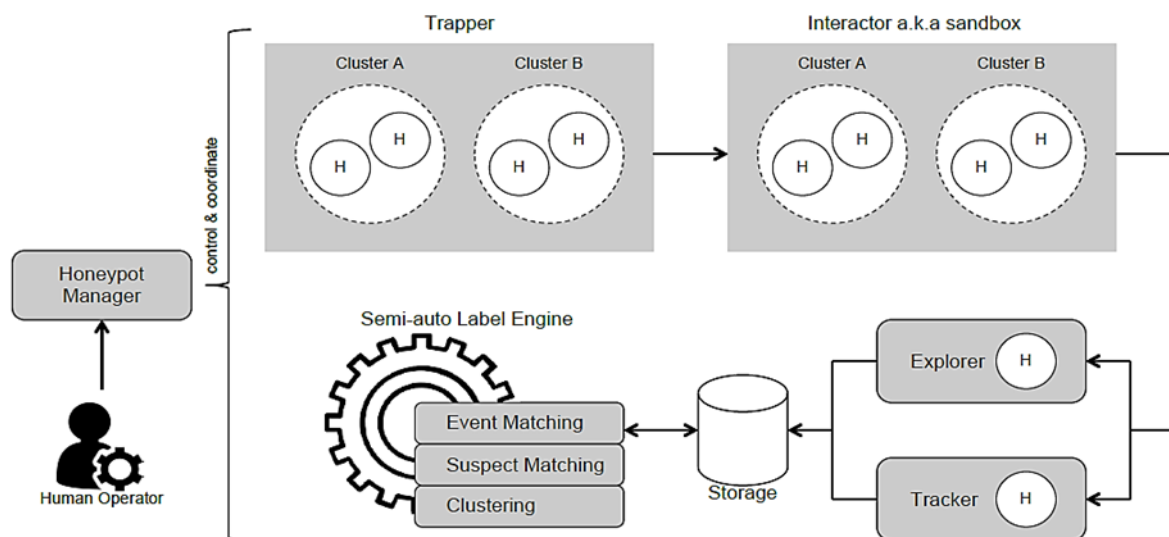 Trapper
Interactor a.k.a sandbox
Cluster A
Cluster B
Cluster A
Cluster B
H
H
H
H
H
H
H
H
control & coordinate
Honeypot
Manager
Human Operator
Semi-auto Label Engine
Event Matching
Suspect Matching
Clustering
Storage
Explorer
H
Tracker
H